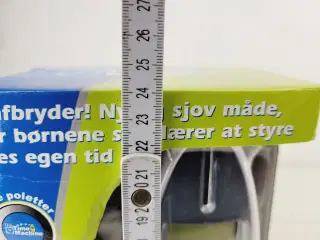 afbryder! Ny sjov måde,
r børnene s lærer at styre
es egen tid
e poletter
Time
Machine
27
26
25
24
23
22
21
20
19